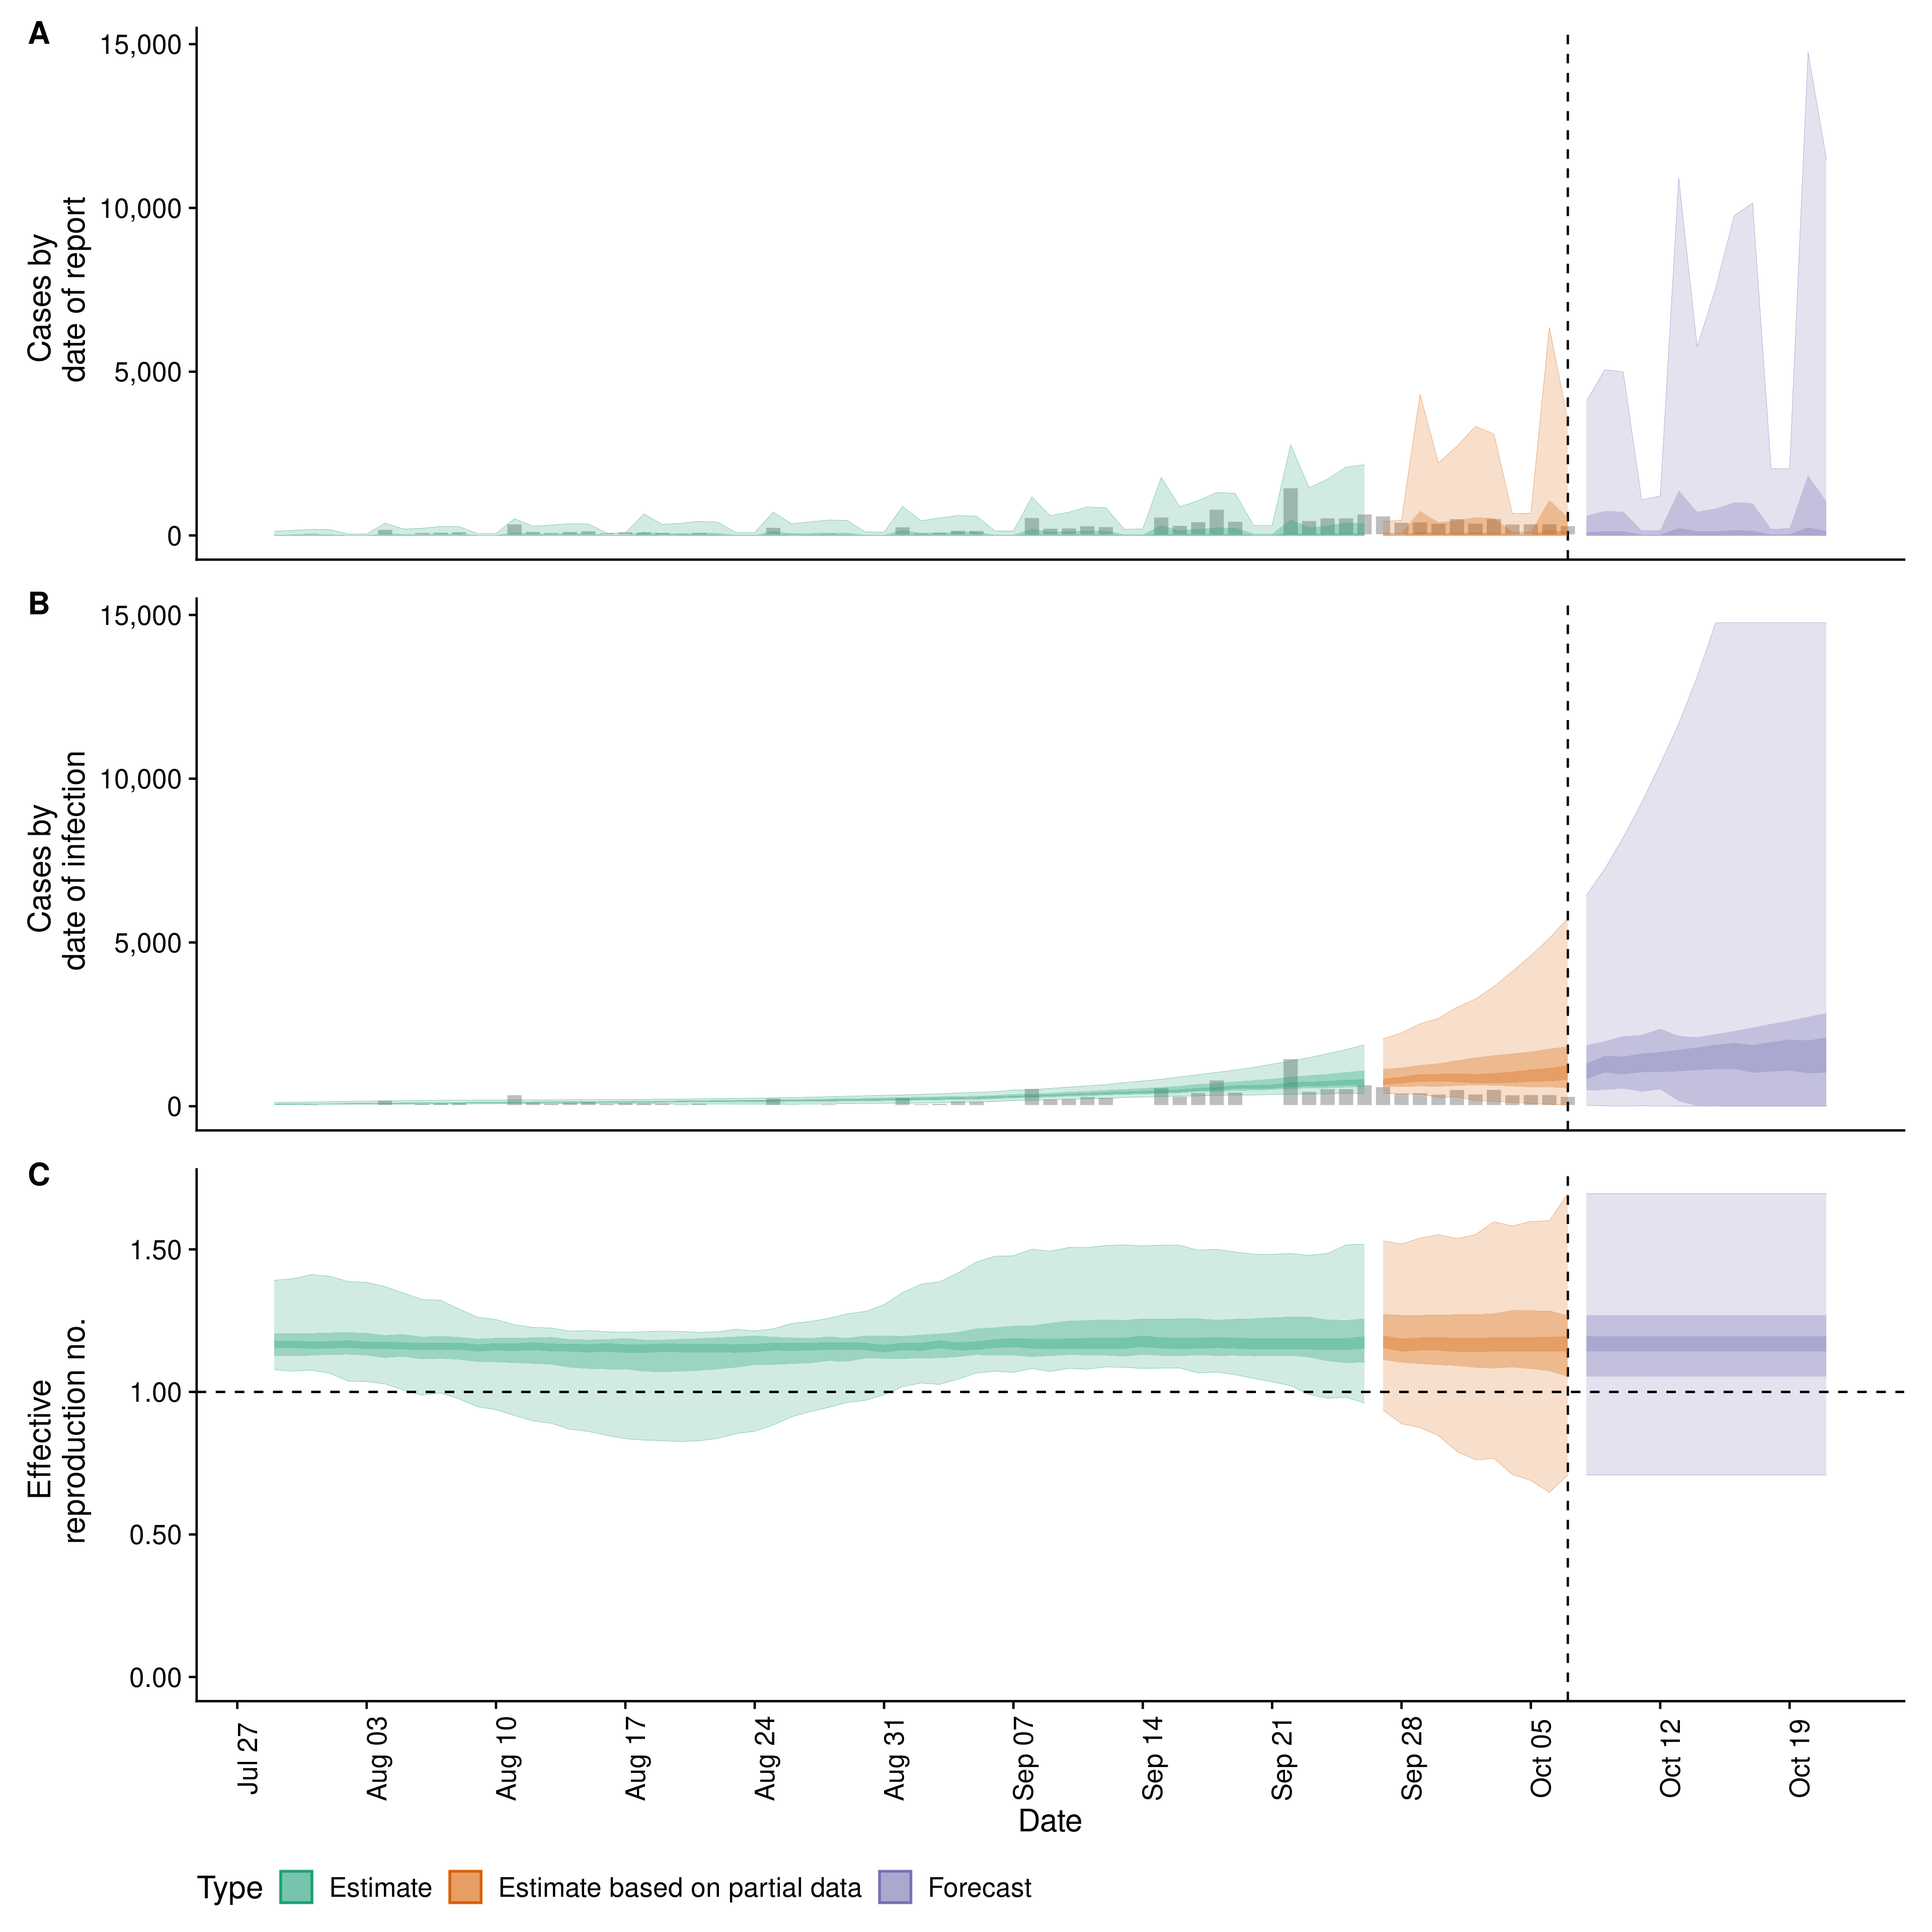 A
15,000
10,000
5,000
0
Cases by
date of report
B
15,000
10,000
5,000
0
Cases by
date of infection
C
1.50
1.00
0.50
0.00
Effective
reproduction no.
Jul 27
Aug 03
Aug 10
Aug 17
Aug 24
Aug 31
Sep 07
Sep 14
Sep 21
Sep 28
Oct 05
Oct 12
Oct 19
Date
Type Estimate Estimate based on partial data Forecast